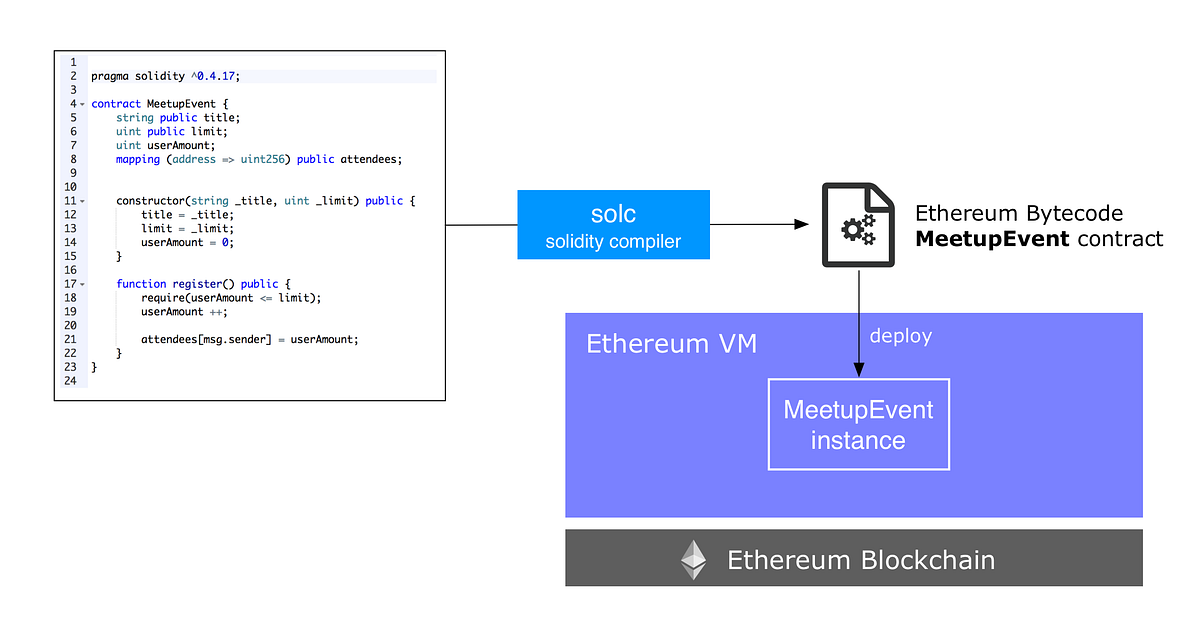 1
2 pragma solidity ^0.4.17;
3
4 contract MeetupEvent {
5 string public title;
6 uint public limit;
7 uint userAmount;
8 mapping (address => uint256) public attendees;
9
10
11 constructor(string _title, uint _limit) public {
12 title = _title;
13 limit = _limit;
14 userAmount = 0;
15 }
16
17 function register() public {
18 require(userAmount <= limit);
19 userAmount ++;
20
21 attendees[msg.sender] = userAmount;
22 }
23 }
24
solc
solidity compiler
Ethereum Bytecode
MeetupEvent contract
Ethereum VM
deploy
MeetupEvent
instance
Ethereum Blockchain